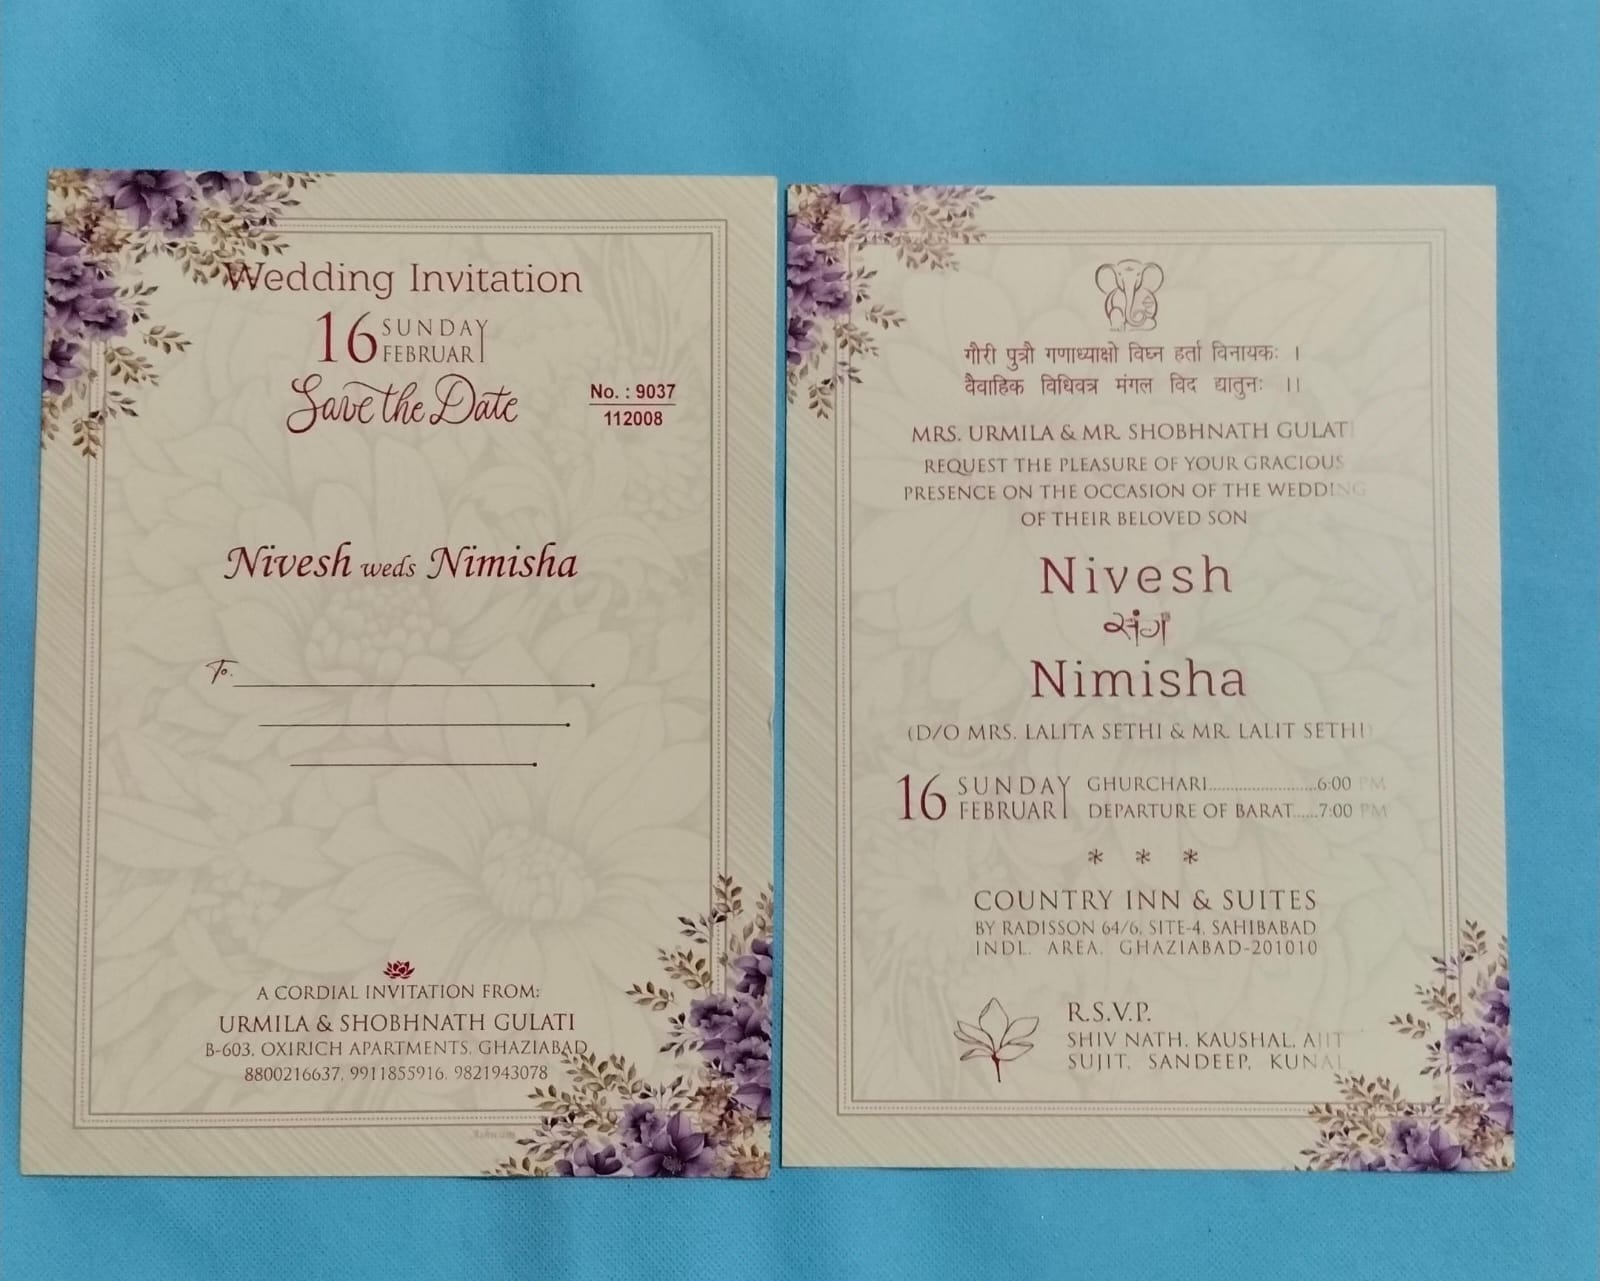 Wedding Invitation
16 SUNDAY
FEBRUARY
Save the Date
No. : 9037
112008
Nivesh weds Nimisha
To.
A CORDIAL INVITATION FROM:
URMILA & SHOBHNATH GULATI
B-603, OXIRICH APARTMENTS, GHAZIABAD
8800216637, 9911855916, 9821943078
गौरी पुत्रौ गणाध्याक्षो विघ्न हर्ता विनायकः ।
वैवाहिक विधिवत्र मंगल विद द्यातुनः ।।
MRS. URMILA & MR. SHOBHNATH GULATI
REQUEST THE PLEASURE OF YOUR GRACIOUS
PRESENCE ON THE OCCASION OF THE WEDDING
OF THEIR BELOVED SON
Nivesh
संग
Nimisha
(D/O MRS. LALITA SETHI & MR. LALIT SETHI)
16 SUNDAY
FEBRUARY
GHURCHARI..........................6:00 PM
DEPARTURE OF BARAT......7:00 PM
* * *
COUNTRY INN & SUITES
BY RADISSON 64/6, SITE-4, SAHIBABAD
INDL. AREA, GHAZIABAD-201010
R.S.V.P.
SHIV NATH, KAUSHAL, AJIT
SUJIT, SANDEEP, KUNAL